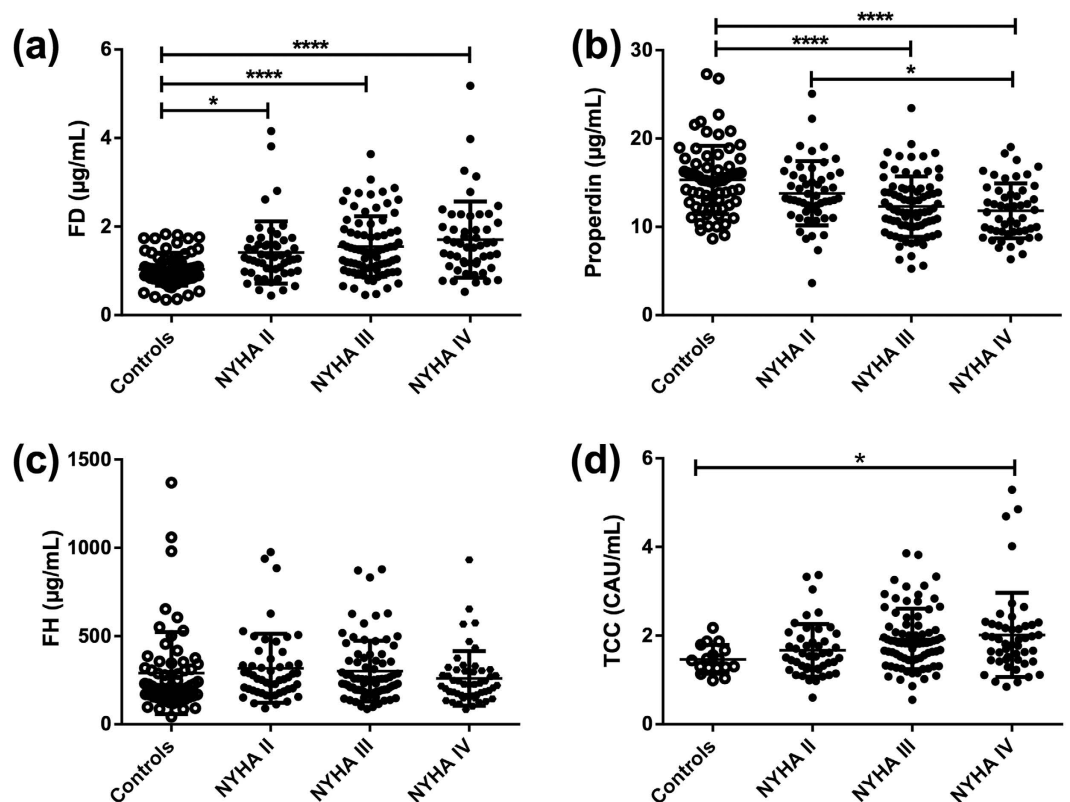 (a)
FD (µg/mL)
6
4
2
0
****
****
*
Controls
NYHA II
NYHA III
NYHA IV
(b)
Properdin (µg/mL)
30
20
10
0
****
****
*
Controls
NYHA II
NYHA III
NYHA IV
(c)
FH (µg/mL)
1500
1000
500
0
Controls
NYHA II
NYHA III
NYHA IV
(d)
TCC (CAU/mL)
6
4
2
0
*
Controls
NYHA II
NYHA III
NYHA IV